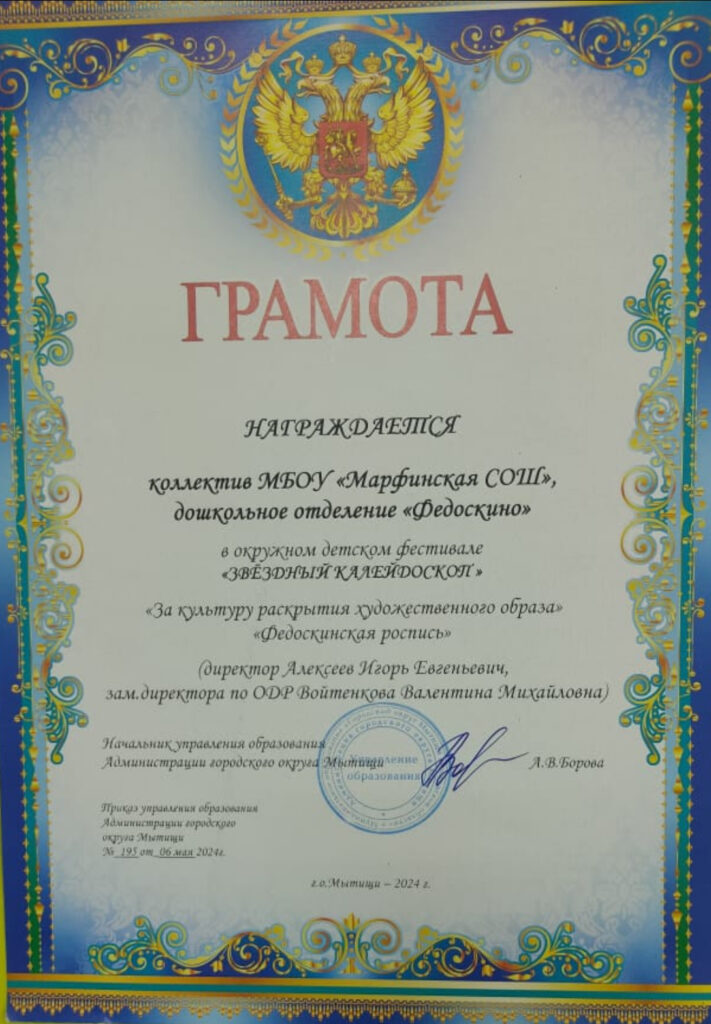 ГРАМОТА
НАГРАЖДАЕТСЯ
коллектив МБОУ «Марфинская СОШ»,
дошкольное отделение «Федоскино»
в окружном детском фестивале
«ЗВЁЗДНЫЙ КАЛЕЙДОСКОП»
«За культуру раскрытия художественного образа»
«Федоскинская роспись»
(директор Алексеев Игорь Евгеньевич,
зам.директора по ОДР Войтенкова Валентина Михайловна)
Начальник управления образования
Администрации городского округа Мытищи
А.В.Борова
Управление
образования
Приказ управления образования
Администрации городского
округа Мытищи
№ 195 от 06 мая 2024г.
г.о.Мытищи – 2024 г.